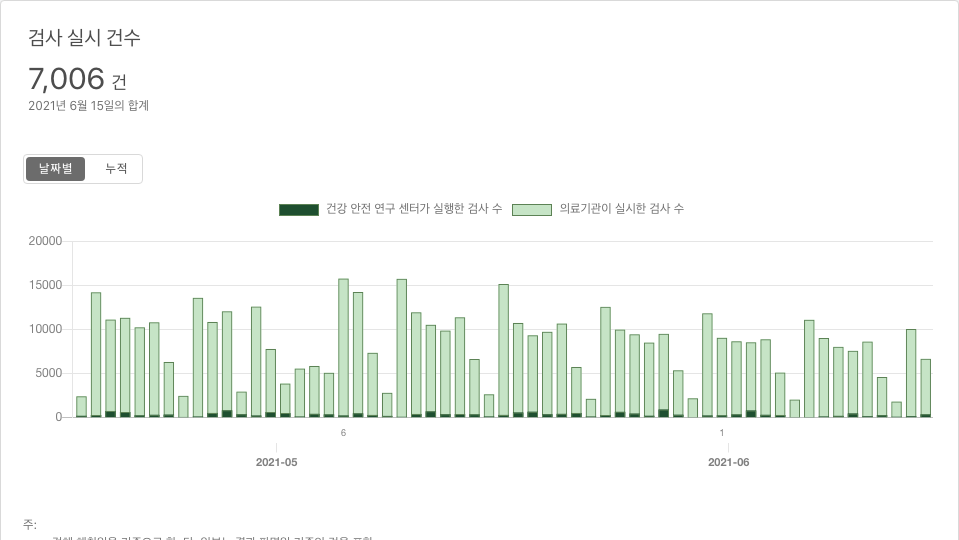 검사 실시 건수
7,006 건
2021년 6월 15일의 합계
날짜별 누적
건강 안전 연구 센터가 실행한 검사 수 의료기관이 실시한 검사 수
20000
15000
10000
5000
0
6 1
2021-05 2021-06
주: